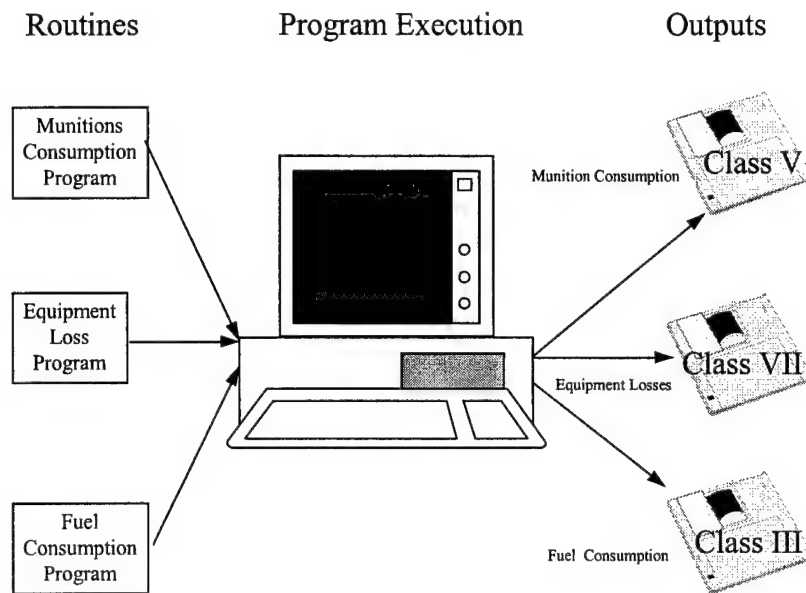 Routines
Program Execution
Outputs
Munitions
Consumption
Program
Munition Consumption
Class V
Equipment
Loss
Program
Equipment Losses
Class VII
Fuel
Consumption
Program
Fuel Consumption
Class III